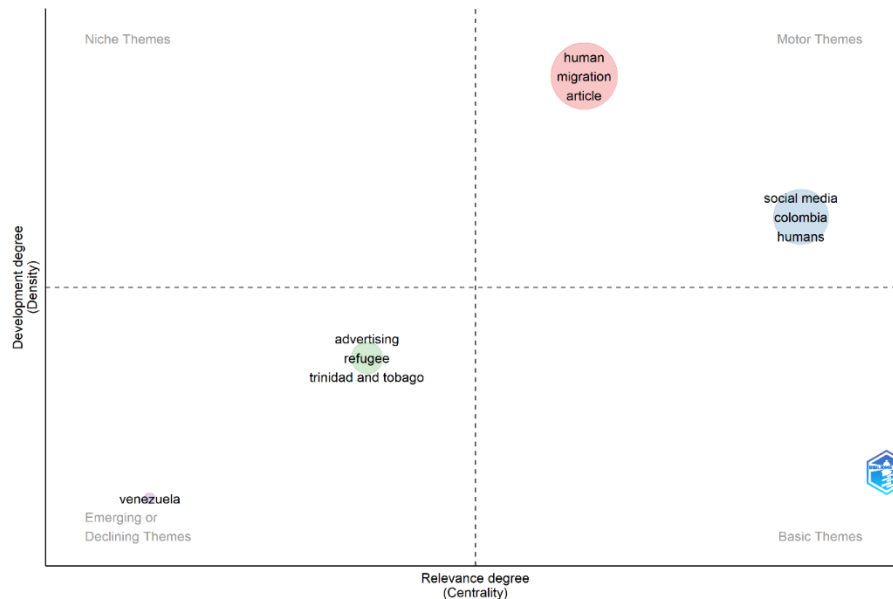 Niche Themes
Motor Themes
human
migration
article
social media
colombia
humans
Development degree
(Density)
advertising
refugee
trinidad and tobago
venezuela
Emerging or
Declining Themes
Basic Themes
Relevance degree
(Centrality)